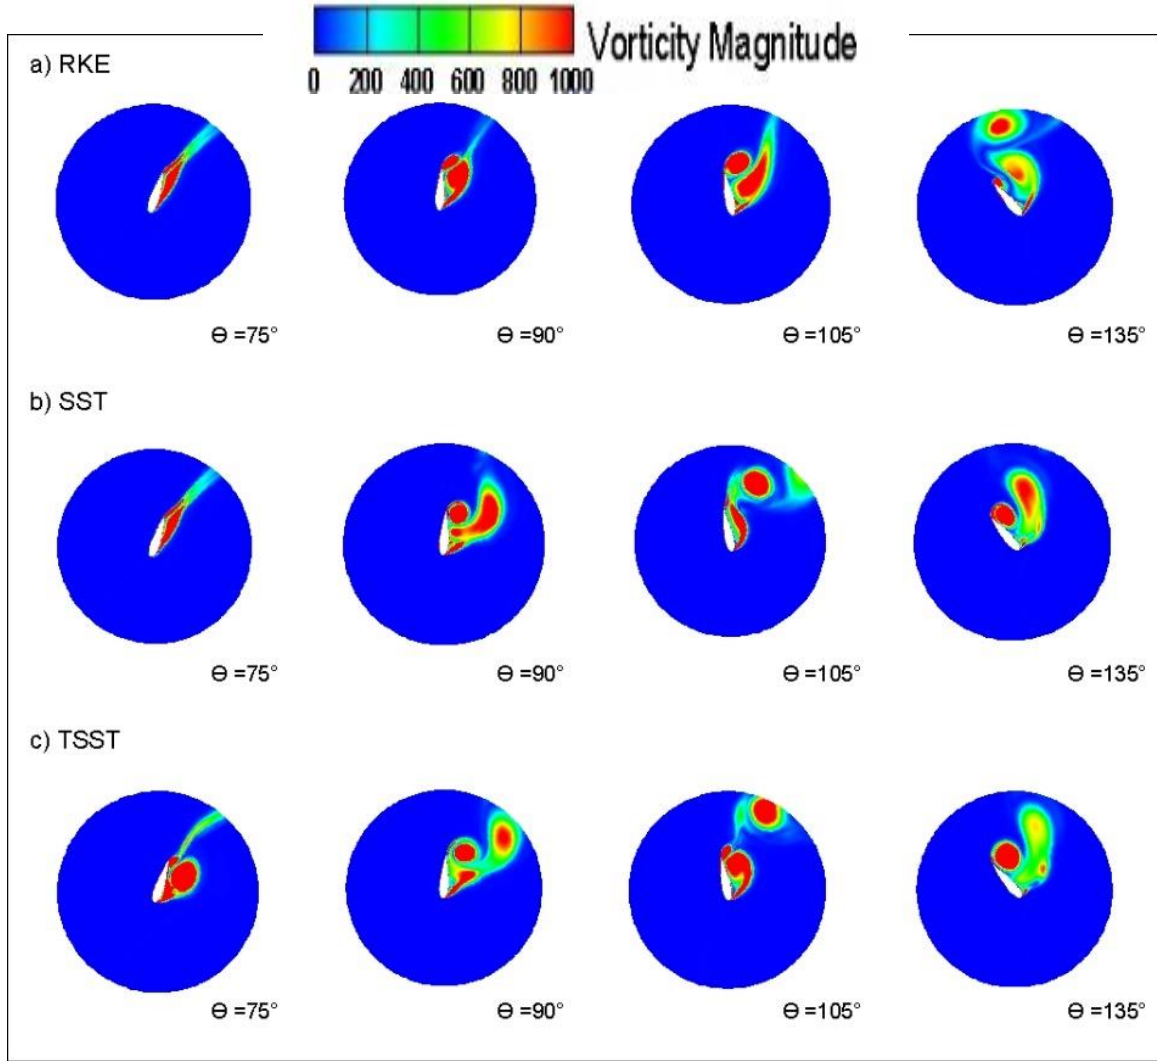 Vorticity Magnitude
0 200 400 600 800 1000
a) RKE
Θ =75° Θ =90° Θ =105° Θ =135°
b) SST
Θ =75° Θ =90° Θ =105° Θ =135°
c) TSST
Θ =75° Θ =90° Θ =105° Θ =135°